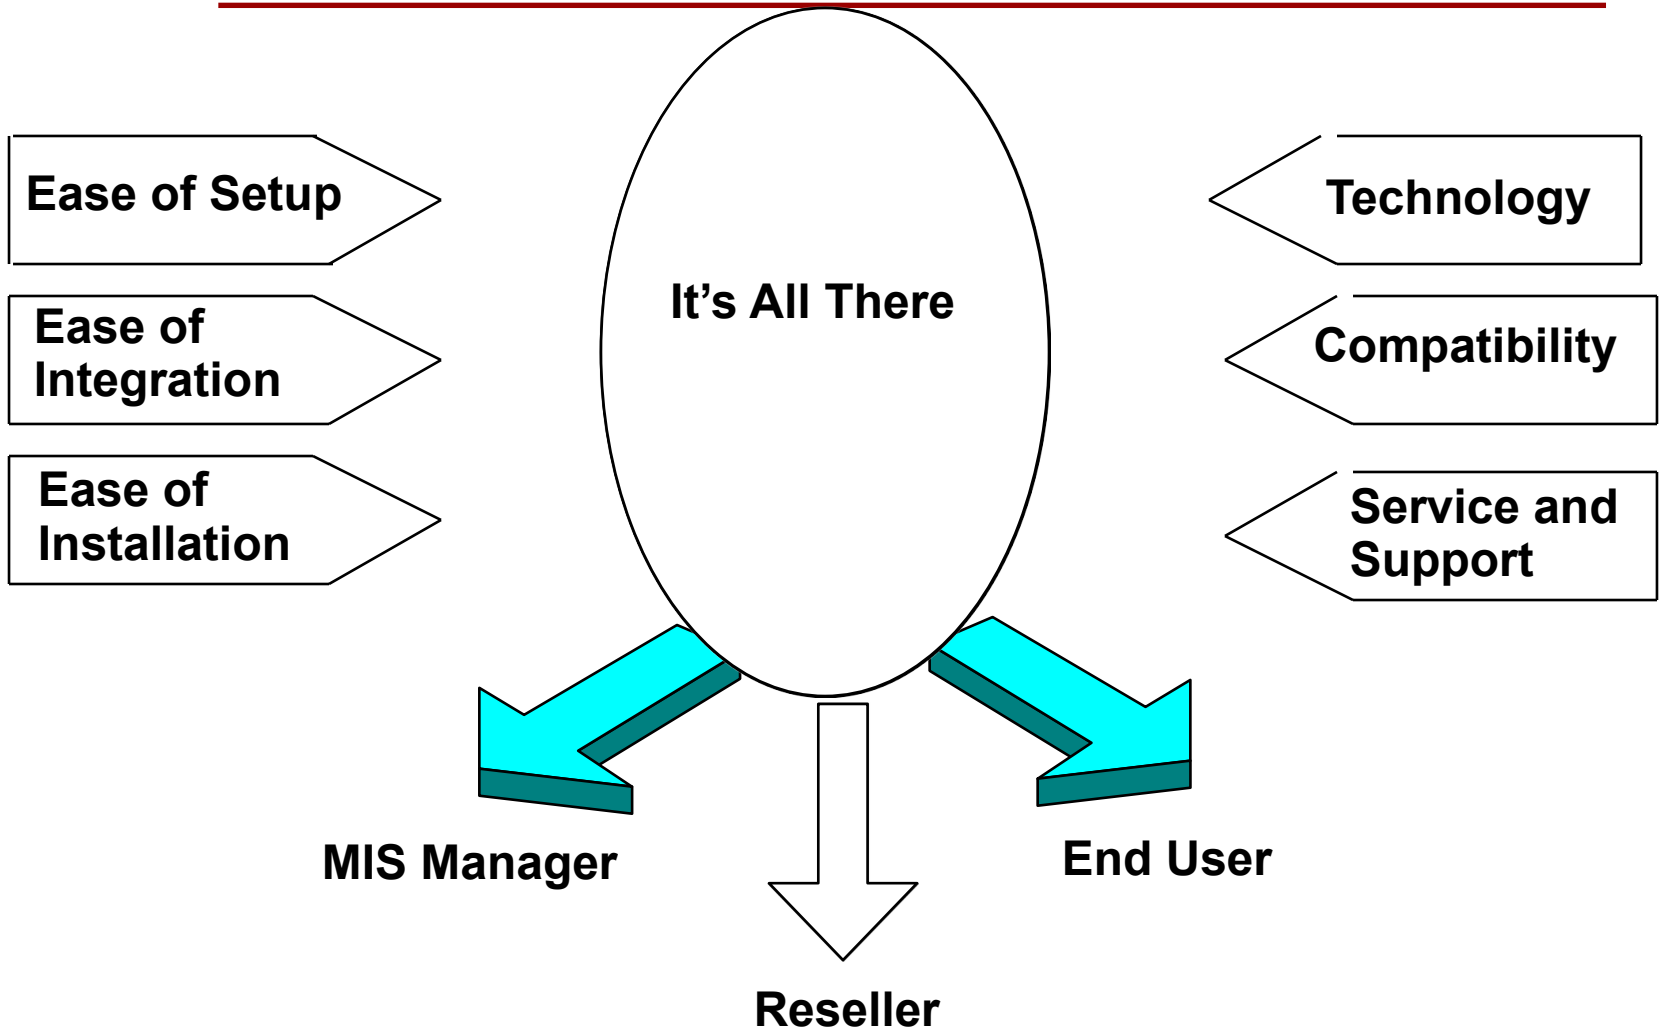 Ease of Setup
Ease of
Integration
Ease of
Installation
It’s All There
Technology
Compatibility
Service and
Support
MIS Manager
End User
Reseller